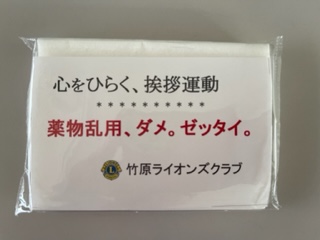 心をひらく、挨拶運動
＊＊＊＊＊＊＊＊＊＊
薬物乱用、ダメ。ゼッタイ。
L 竹原ライオンズクラブ